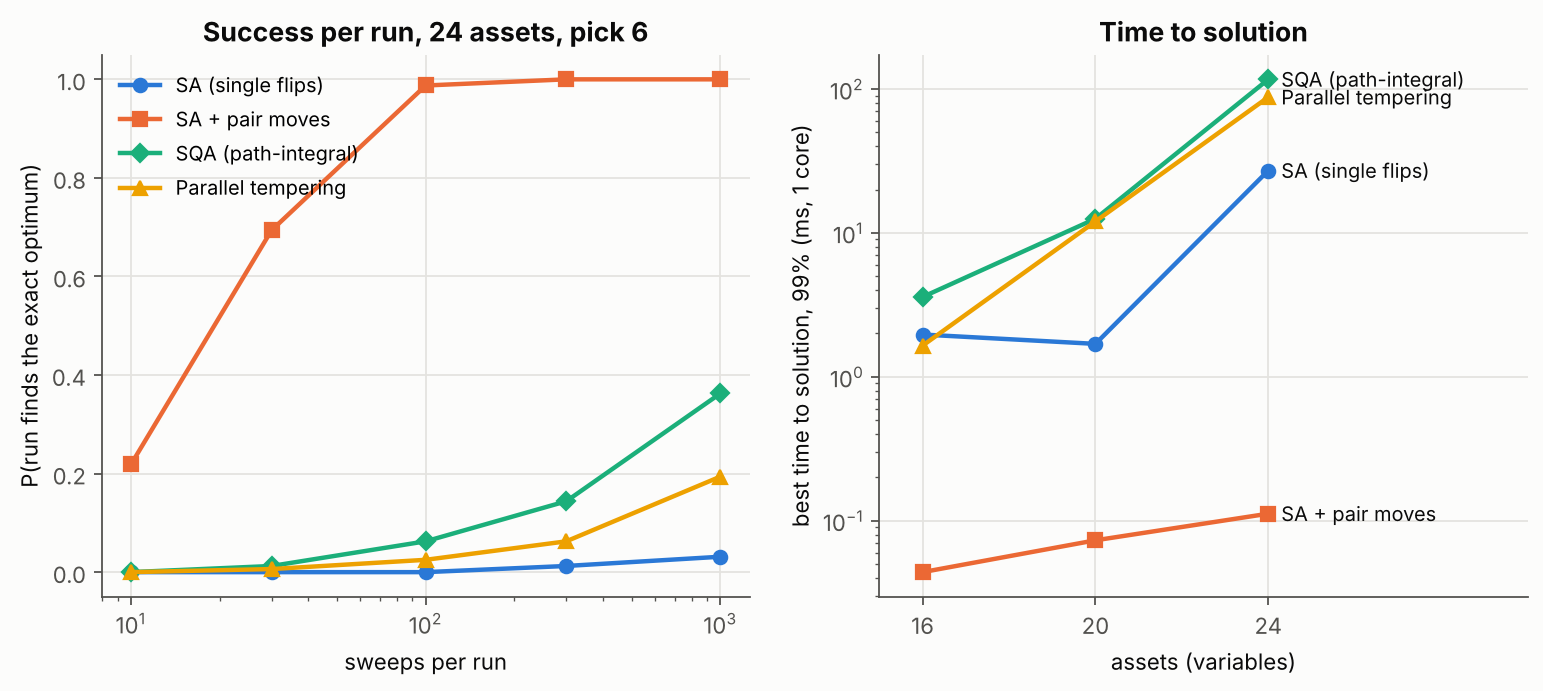 Success per run, 24 assets, pick 6
P(run finds the exact optimum)
1.0
0.8
0.6
0.4
0.2
0.0
SA (single flips)
SA + pair moves
SQA (path-integral)
Parallel tempering
10¹
10²
10³
sweeps per run
Time to solution
best time to solution, 99% (ms, 1 core)
10²
10¹
10⁰
10⁻¹
SQA (path-integral)
Parallel tempering
SA (single flips)
SA + pair moves
16
20
24
assets (variables)